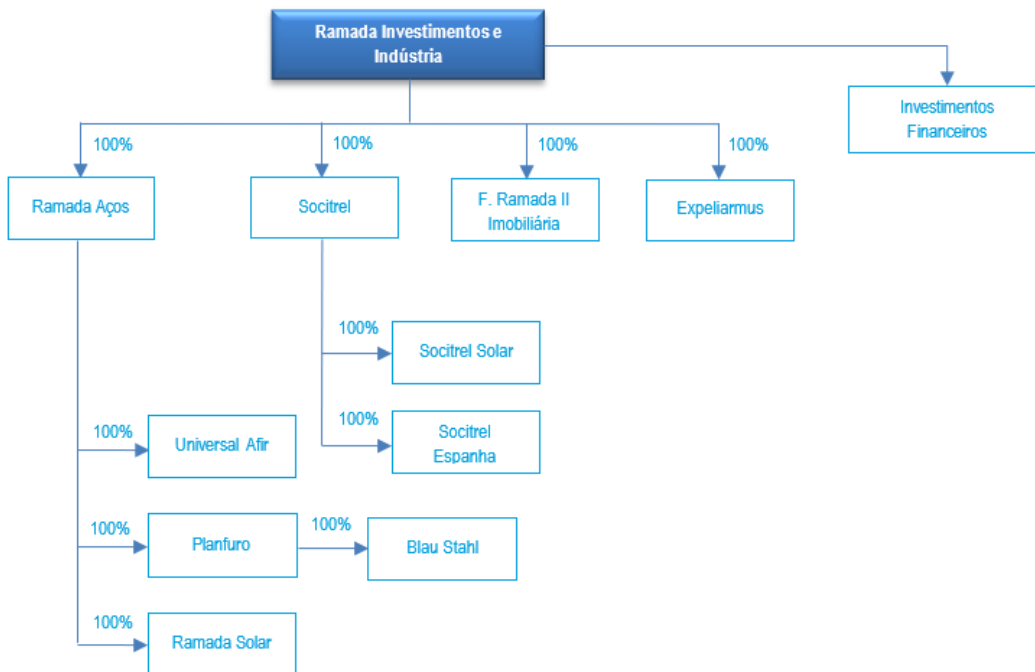 Ramada Investimentos e
Indústria
Investimentos
Financeiros
100%
100%
100%
100%
Ramada Aços
Socitrel
F. Ramada II
Imobiliária
Expeliarmus
100%
Socitrel Solar
100%
Socitrel
Espanha
100%
Universal Afir
100%
Planfuro
100%
Blau Stahl
100%
Ramada Solar